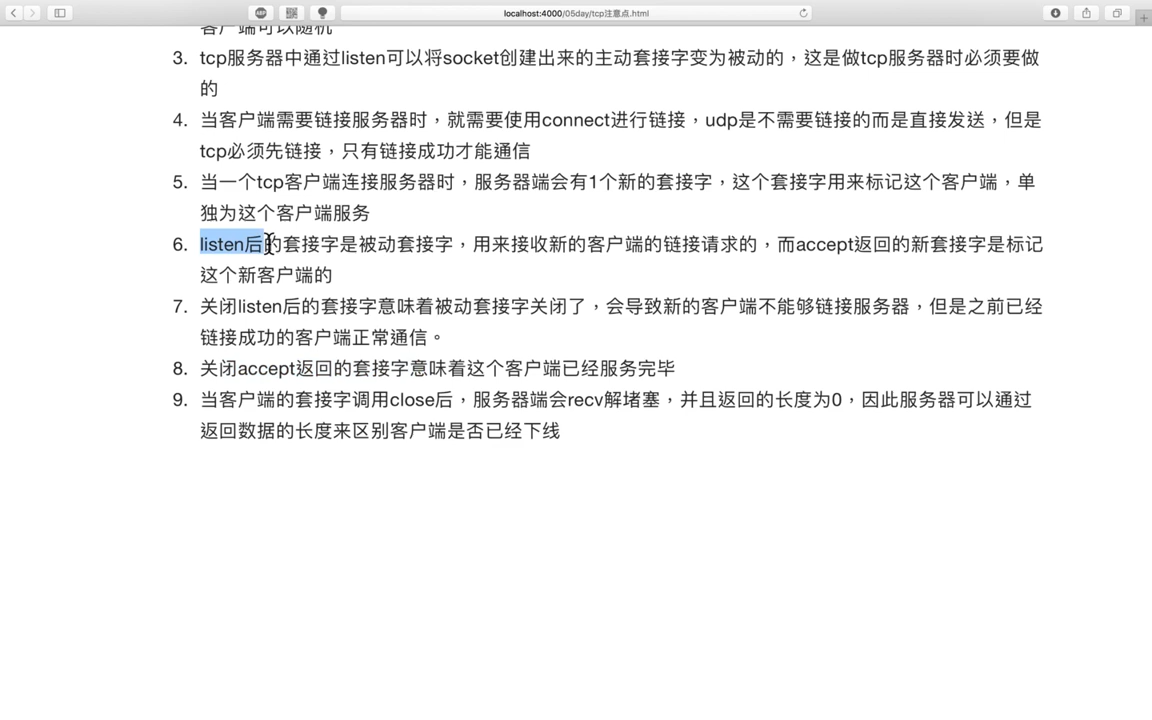 localhost:4000/05day/tcp注意点.html
客户端可以随机
3. tcp服务器中通过listen可以将socket创建出来的主动套接字变为被动的，这是做tcp服务器时必须要做
的
4. 当客户端需要链接服务器时，就需要使用connect进行链接，udp是不需要链接的而是直接发送，但是
tcp必须先链接，只有链接成功才能通信
5. 当一个tcp客户端连接服务器时，服务器端会有1个新的套接字，这个套接字用来标记这个客户端，单
独为这个客户端服务
6. listen后的套接字是被动套接字，用来接收新的客户端的链接请求的，而accept返回的新套接字是标记
这个新客户端的
7. 关闭listen后的套接字意味着被动套接字关闭了，会导致新的客户端不能够链接服务器，但是之前已经
链接成功的客户端正常通信。
8. 关闭accept返回的套接字意味着这个客户端已经服务完毕
9. 当客户端的套接字调用close后，服务器端会recv解堵塞，并且返回的长度为0，因此服务器可以通过
返回数据的长度来区别客户端是否已经下线